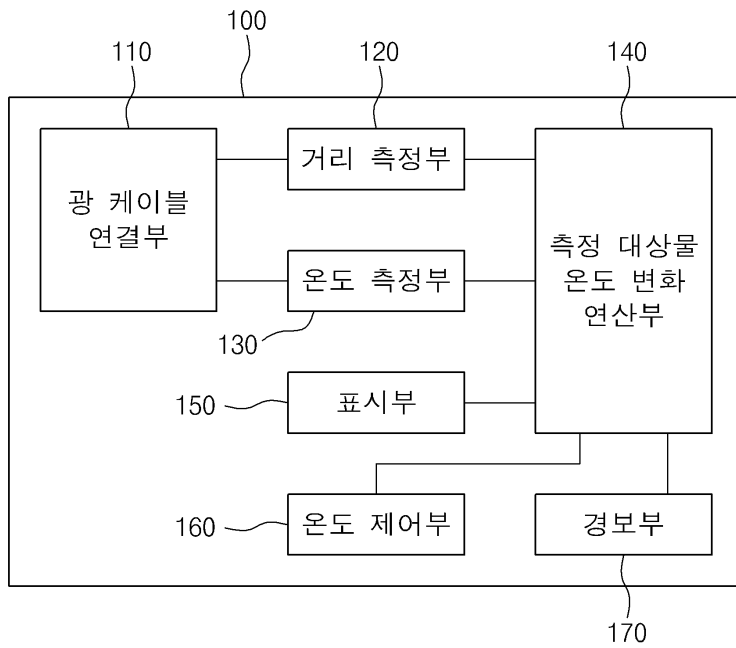 100
110
120
140
거리 측정부
광 케이블
연결부
측정 대상물
온도 변화
연산부
온도 측정부
130
150
표시부
160
온도 제어부
경보부
170